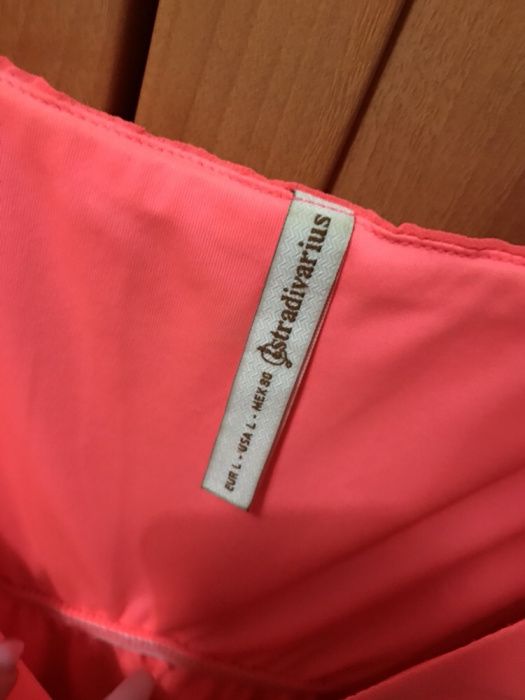 stradivarius
EUR L - USA L - MEX 30